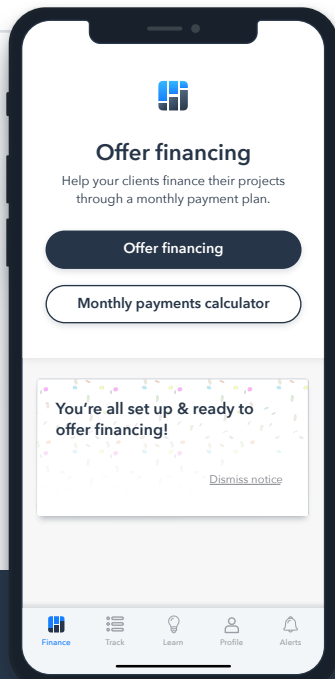 Offer financing
Help your clients finance their projects
through a monthly payment plan.
Offer financing
Monthly payments calculator
You’re all set up & ready to
offer financing!
Dismiss notice
Finance
Track
Learn
Profile
Alerts